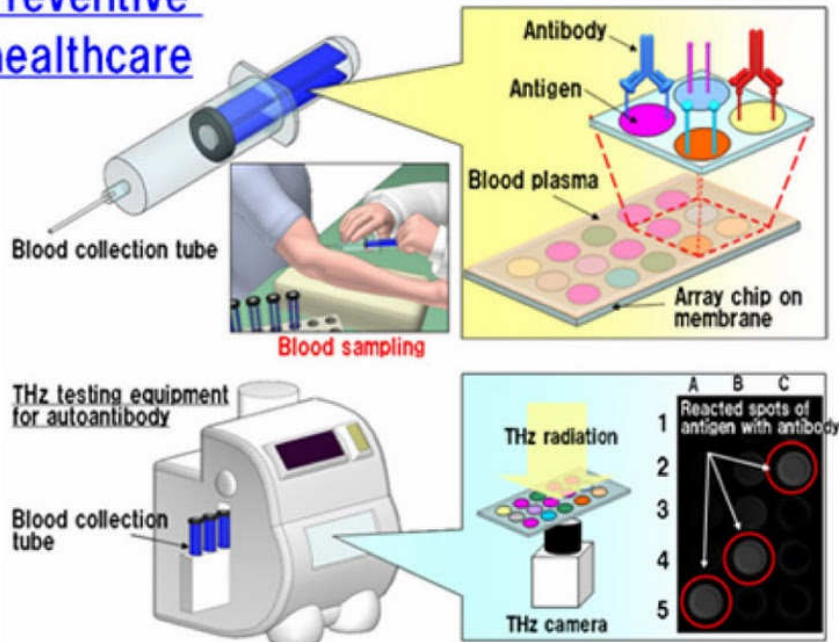 Preventive
healthcare
Antibody
Antigen
Blood plasma
Blood collection tube
Array chip on
membrane
Blood sampling
THz testing equipment
for autoantibody
Blood collection
tube
THz radiation
THz camera
A B C
Reacted spots of
antigen with antibody
1
2
3
4
5